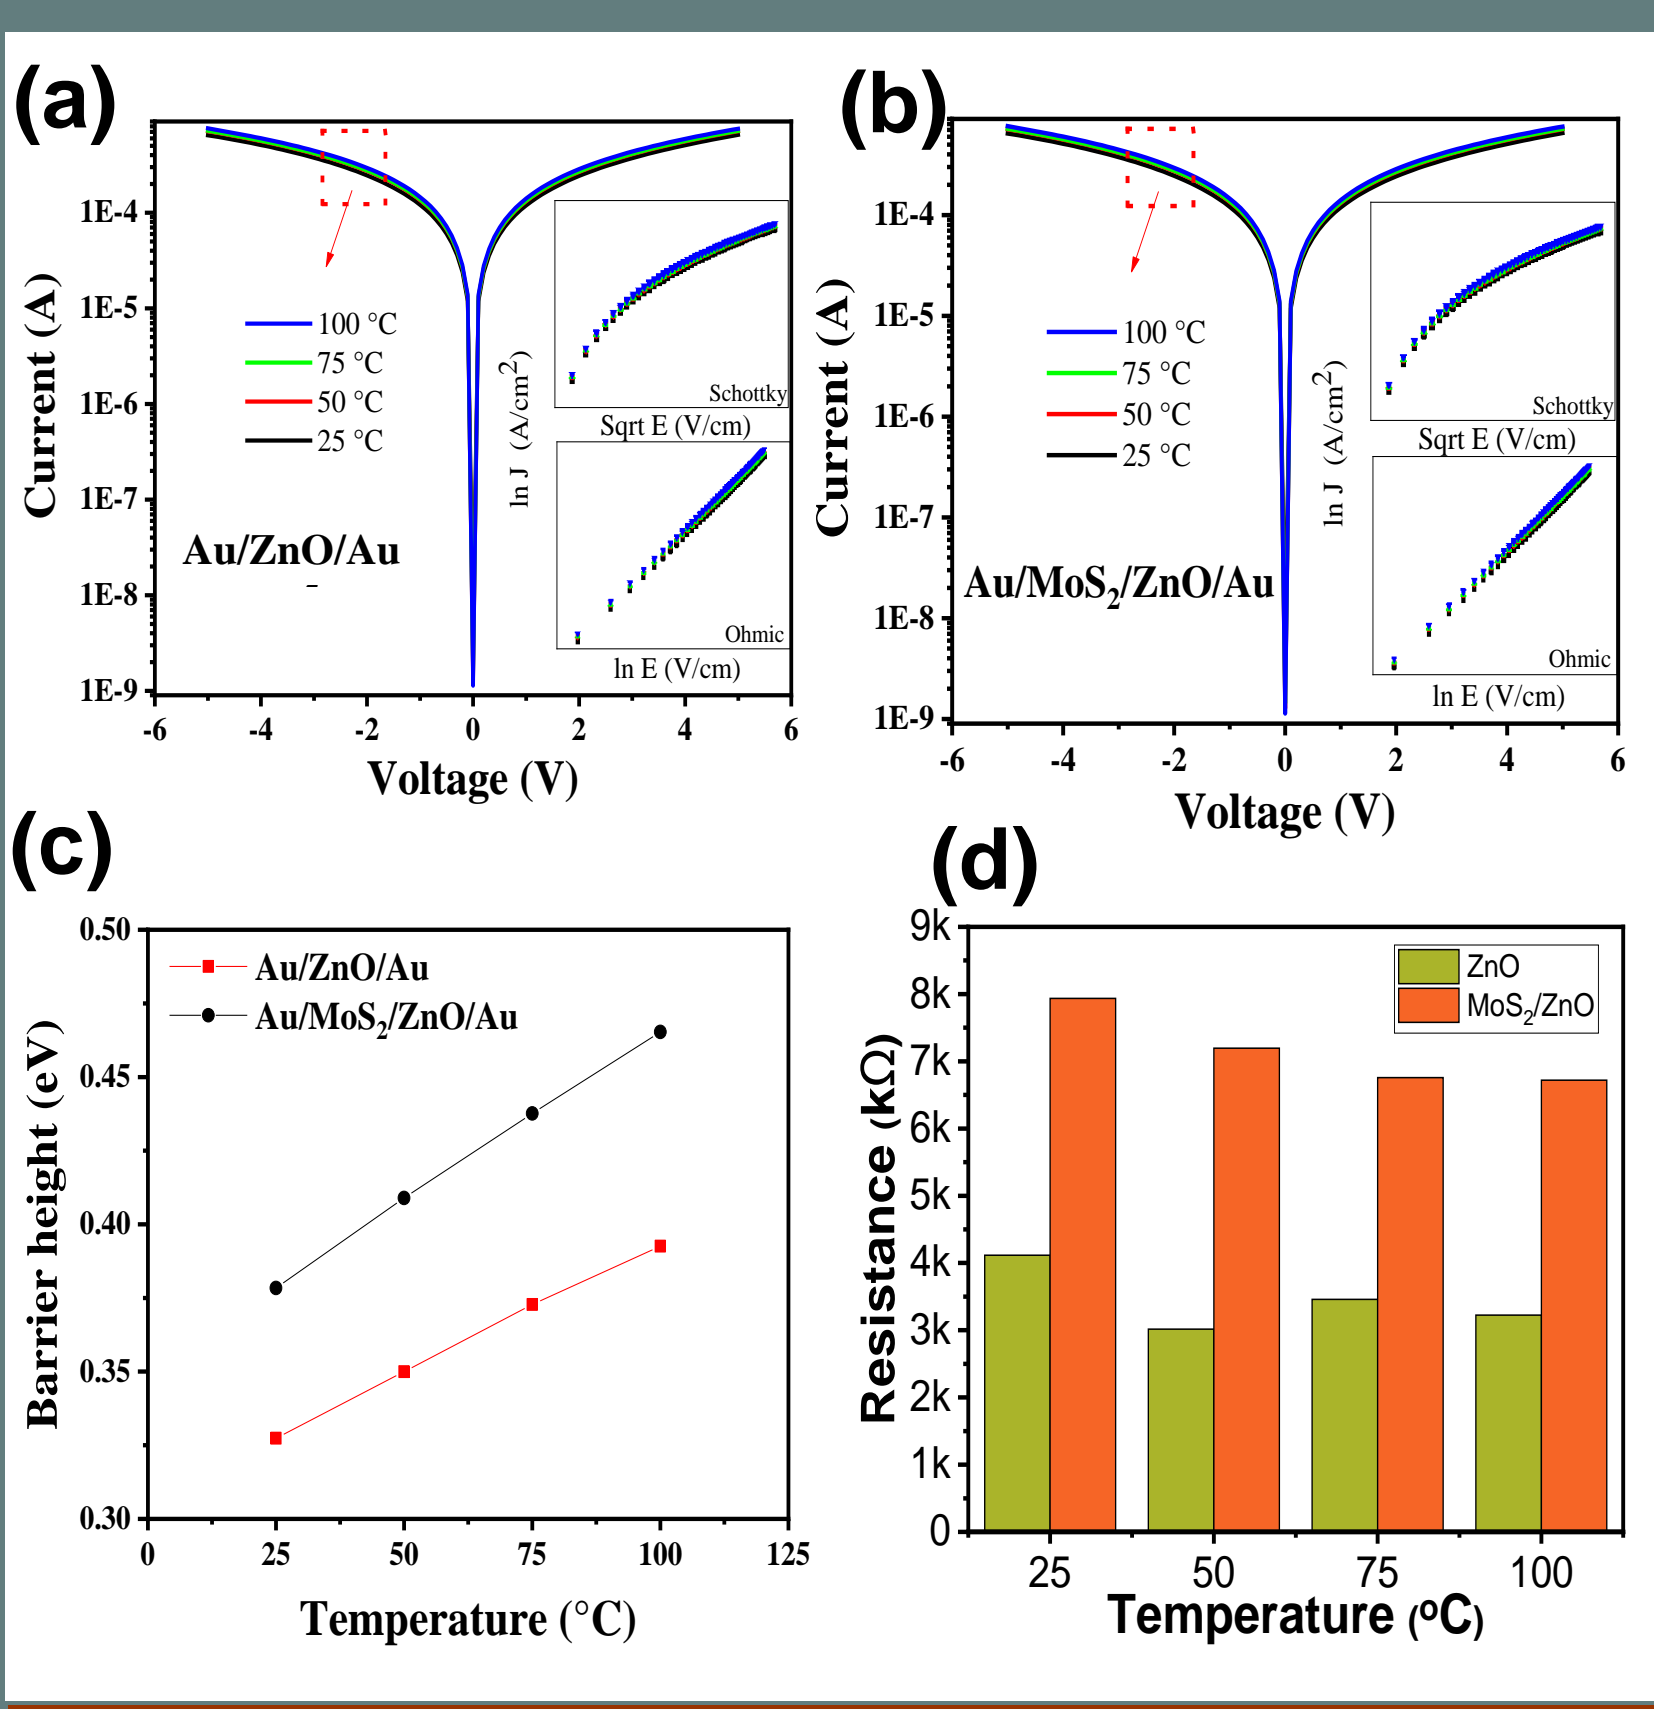 (a)
Current (A)
1E-4
1E-5
1E-6
1E-7
1E-8
1E-9
-6
-4
-2
0
2
4
6
Voltage (V)
100 °C
75 °C
50 °C
25 °C
Au/ZnO/Au
–
ln J (A/cm²)
Schottky
Sqrt E (V/cm)
Ohmic
ln E (V/cm)
(b)
Current (A)
1E-4
1E-5
1E-6
1E-7
1E-8
1E-9
-6
-4
-2
0
2
4
6
Voltage (V)
100 °C
75 °C
50 °C
25 °C
Au/MoS₂/ZnO/Au
ln J (A/cm²)
Schottky
Sqrt E (V/cm)
Ohmic
ln E (V/cm)
(c)
Barrier height (eV)
0.50
0.45
0.40
0.35
0.30
0
25
50
75
100
125
Temperature (°C)
Au/ZnO/Au
Au/MoS₂/ZnO/Au
(d)
Resistance (kΩ)
9k
8k
7k
6k
5k
4k
3k
2k
1k
0
25
50
75
100
Temperature (ºC)
ZnO
MoS₂/ZnO